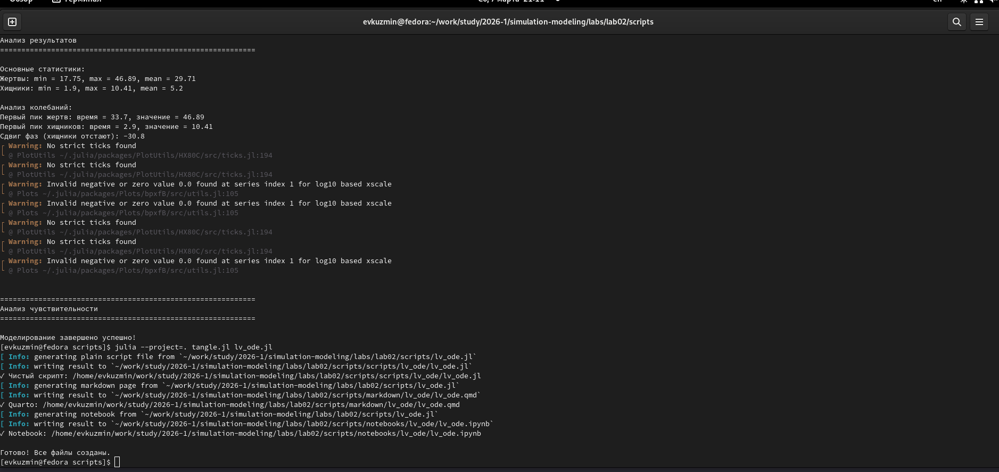 evkuzmin@fedora:~/work/study/2026-1/simulation-modeling/labs/lab02/scripts
Анализ результатов
============================================================
Основные статистики:
Жертвы: min = 17.75, max = 46.89, mean = 29.71
Хищники: min = 1.9, max = 10.41, mean = 5.2
Анализ колебаний:
Первый пик жертв: время = 33.7, значение = 46.89
Первый пик хищников: время = 2.9, значение = 10.41
Сдвиг фаз (хищники отстают): -30.8
┌ Warning: No strict ticks found
└ @ PlotUtils ~/.julia/packages/PlotUtils/HX80C/src/ticks.jl:194
┌ Warning: No strict ticks found
└ @ PlotUtils ~/.julia/packages/PlotUtils/HX80C/src/ticks.jl:194
┌ Warning: Invalid negative or zero value 0.0 found at series index 1 for log10 based xscale
└ @ Plots ~/.julia/packages/Plots/bpxfB/src/utils.jl:105
┌ Warning: Invalid negative or zero value 0.0 found at series index 1 for log10 based xscale
└ @ Plots ~/.julia/packages/Plots/bpxfB/src/utils.jl:105
┌ Warning: No strict ticks found
└ @ PlotUtils ~/.julia/packages/PlotUtils/HX80C/src/ticks.jl:194
┌ Warning: No strict ticks found
└ @ PlotUtils ~/.julia/packages/PlotUtils/HX80C/src/ticks.jl:194
┌ Warning: Invalid negative or zero value 0.0 found at series index 1 for log10 based xscale
└ @ Plots ~/.julia/packages/Plots/bpxfB/src/utils.jl:105
============================================================
Анализ чувствительности
============================================================
Моделирование завершено успешно!
[evkuzmin@fedora scripts]$ julia --project=. tangle.jl lv_ode.jl
[ Info: generating plain script file from `~/work/study/2026-1/simulation-modeling/labs/lab02/scripts/lv_ode.jl`
[ Info: writing result to `~/work/study/2026-1/simulation-modeling/labs/lab02/scripts/scripts/lv_ode/lv_ode.jl`
✓ Чистый скрипт: /home/evkuzmin/work/study/2026-1/simulation-modeling/labs/lab02/scripts/scripts/lv_ode/lv_ode.jl
[ Info: generating markdown page from `~/work/study/2026-1/simulation-modeling/labs/lab02/scripts/lv_ode.jl`
[ Info: writing result to `~/work/study/2026-1/simulation-modeling/labs/lab02/scripts/markdown/lv_ode/lv_ode.qmd`
✓ Quarto: /home/evkuzmin/work/study/2026-1/simulation-modeling/labs/lab02/scripts/markdown/lv_ode/lv_ode.qmd
[ Info: generating notebook from `~/work/study/2026-1/simulation-modeling/labs/lab02/scripts/lv_ode.jl`
[ Info: writing result to `~/work/study/2026-1/simulation-modeling/labs/lab02/scripts/notebooks/lv_ode/lv_ode.ipynb`
✓ Notebook: /home/evkuzmin/work/study/2026-1/simulation-modeling/labs/lab02/scripts/notebooks/lv_ode/lv_ode.ipynb
Готово! Все файлы созданы.
[evkuzmin@fedora scripts]$